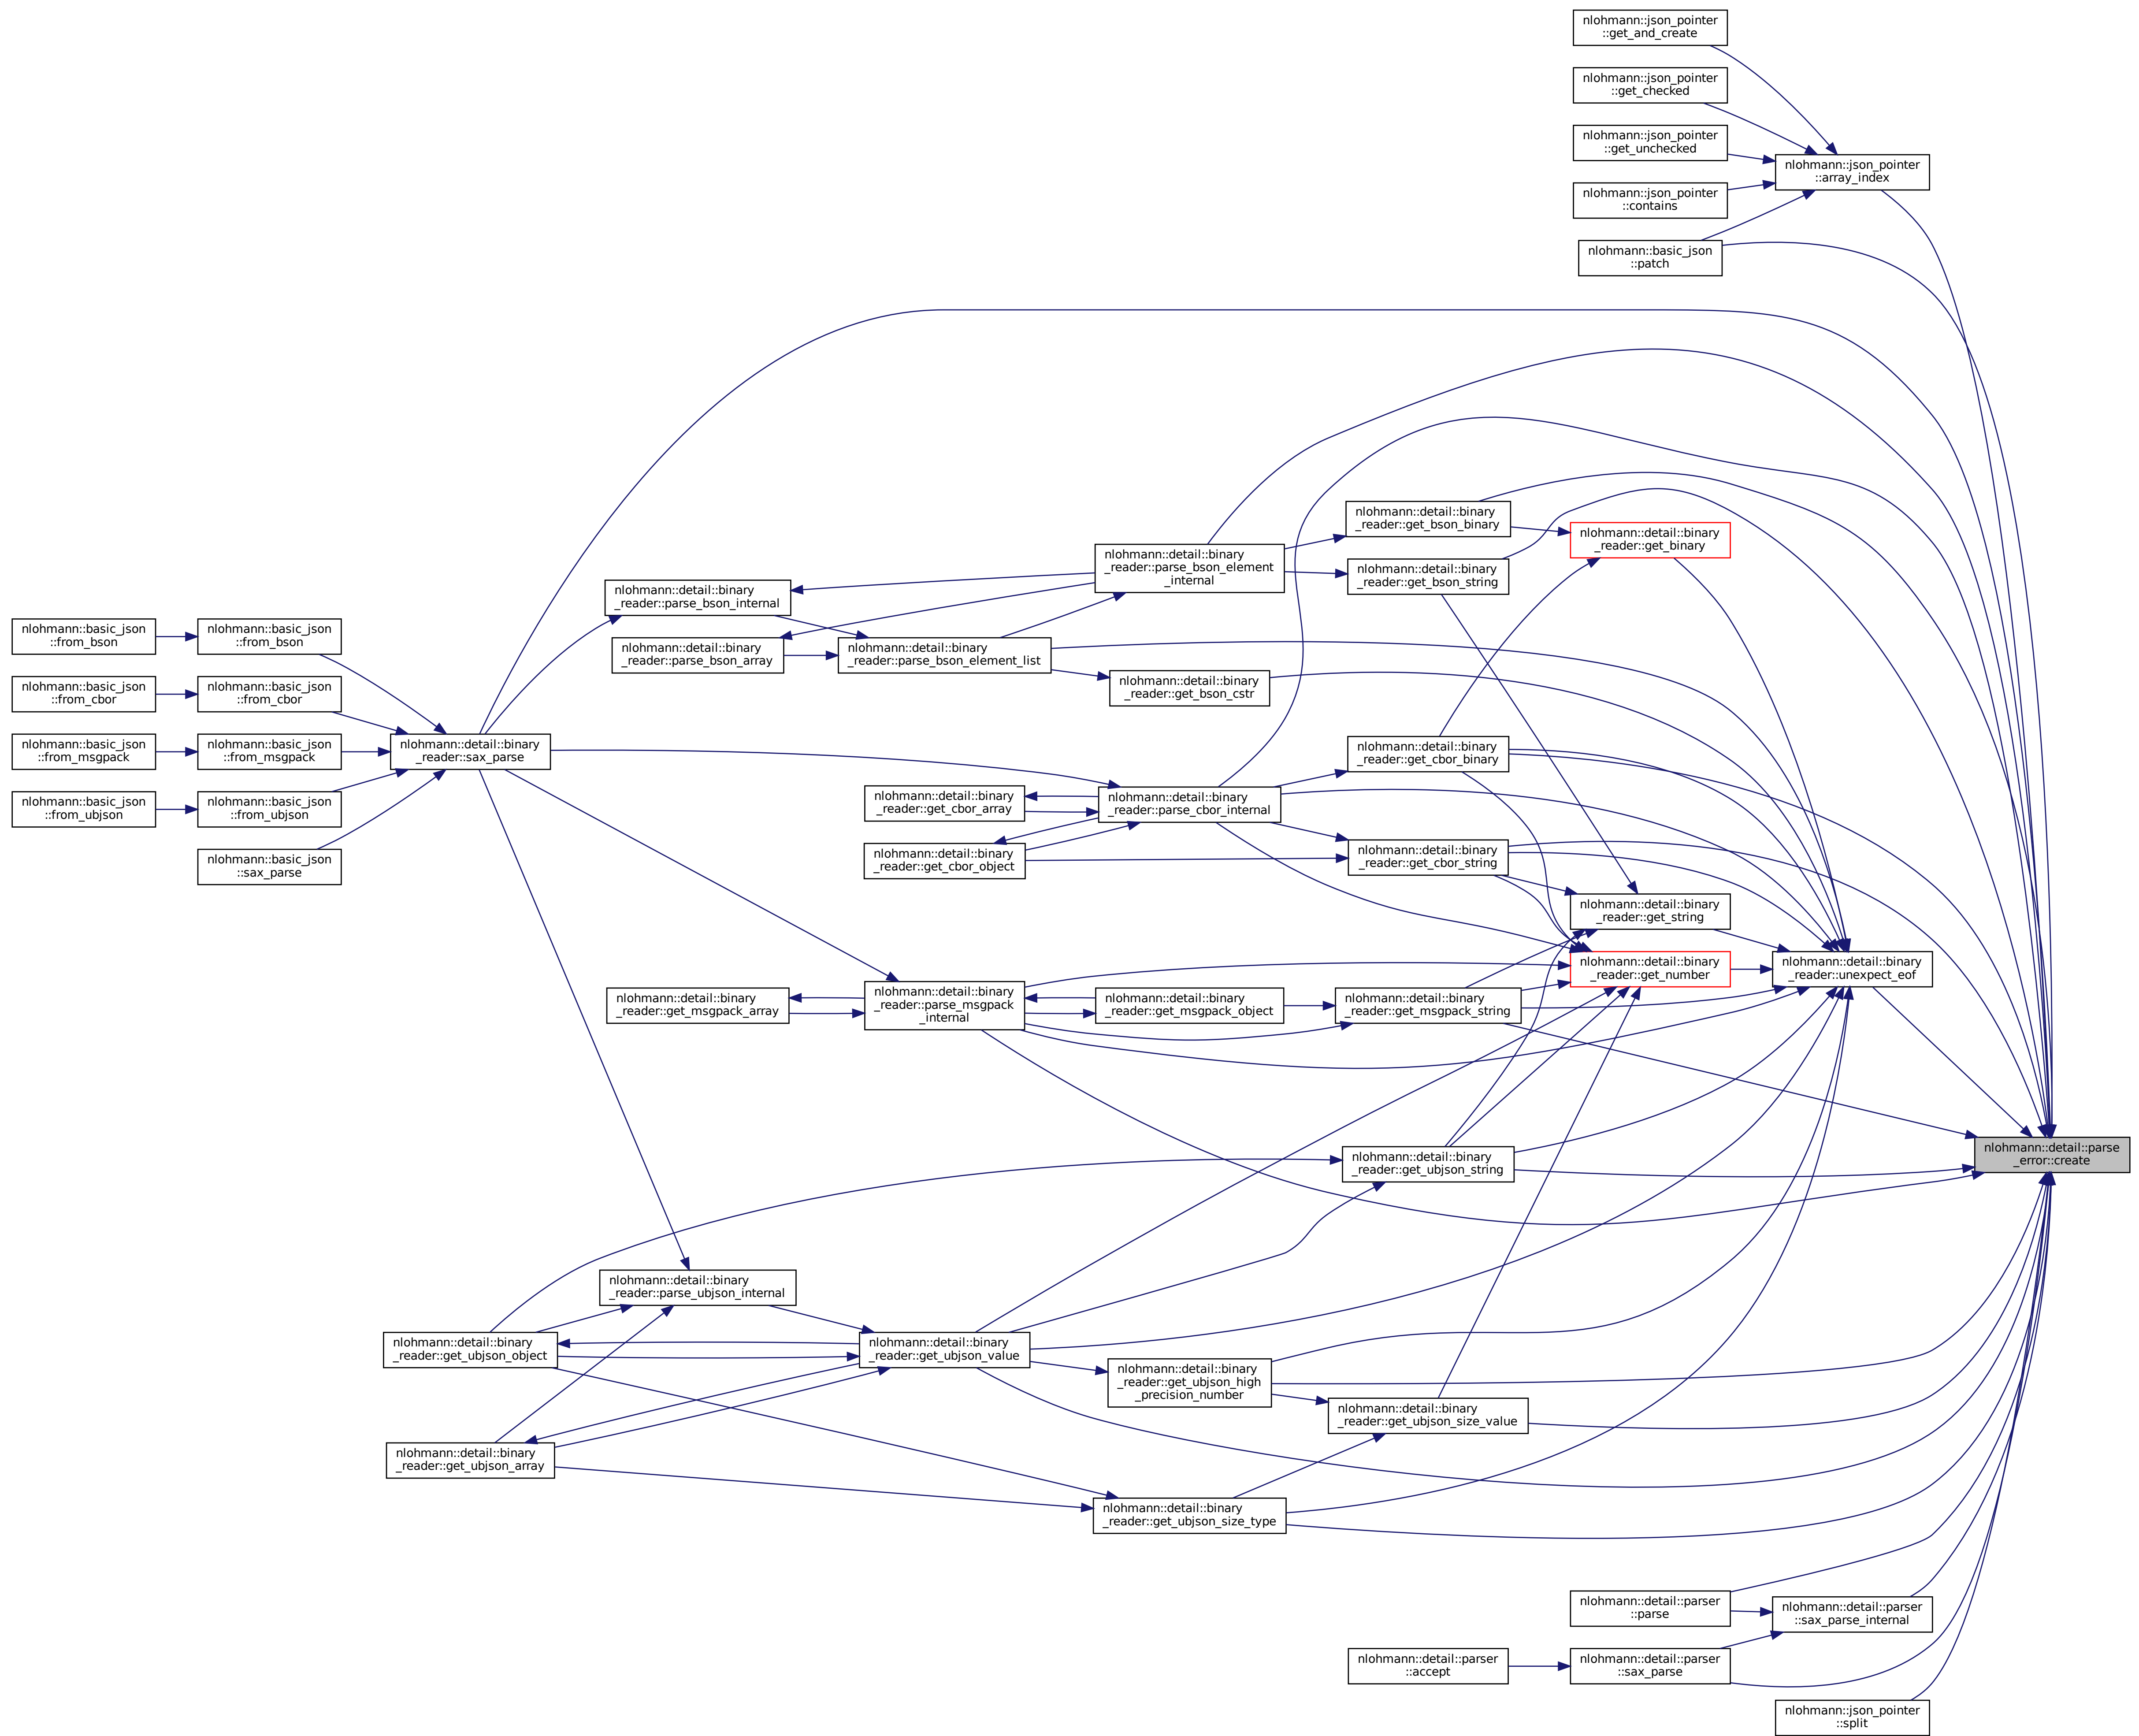 nlohmann::json_pointer
::get_and_create
nlohmann::json_pointer
::get_checked
nlohmann::json_pointer
::get_unchecked
nlohmann::json_pointer
::array_index
nlohmann::json_pointer
::contains
nlohmann::basic_json
::patch
nlohmann::detail::binary
_reader::get_bson_binary
nlohmann::detail::binary
_reader::get_binary
nlohmann::detail::binary
_reader::parse_bson_element
_internal
nlohmann::detail::binary
_reader::get_bson_string
nlohmann::detail::binary
_reader::parse_bson_internal
nlohmann::basic_json
::from_bson
nlohmann::basic_json
::from_bson
nlohmann::detail::binary
_reader::parse_bson_array
nlohmann::detail::binary
_reader::parse_bson_element_list
nlohmann::detail::binary
_reader::get_bson_cstr
nlohmann::basic_json
::from_cbor
nlohmann::basic_json
::from_cbor
nlohmann::basic_json
::from_msgpack
nlohmann::basic_json
::from_msgpack
nlohmann::detail::binary
_reader::sax_parse
nlohmann::detail::binary
_reader::get_cbor_binary
nlohmann::basic_json
::from_ubjson
nlohmann::basic_json
::from_ubjson
nlohmann::detail::binary
_reader::get_cbor_array
nlohmann::detail::binary
_reader::parse_cbor_internal
nlohmann::basic_json
::sax_parse
nlohmann::detail::binary
_reader::get_cbor_object
nlohmann::detail::binary
_reader::get_cbor_string
nlohmann::detail::binary
_reader::get_string
nlohmann::detail::binary
_reader::get_number
nlohmann::detail::binary
_reader::unexpect_eof
nlohmann::detail::binary
_reader::get_msgpack_array
nlohmann::detail::binary
_reader::parse_msgpack
_internal
nlohmann::detail::binary
_reader::get_msgpack_object
nlohmann::detail::binary
_reader::get_msgpack_string
nlohmann::detail::parse
_error::create
nlohmann::detail::binary
_reader::get_ubjson_string
nlohmann::detail::binary
_reader::parse_ubjson_internal
nlohmann::detail::binary
_reader::get_ubjson_object
nlohmann::detail::binary
_reader::get_ubjson_value
nlohmann::detail::binary
_reader::get_ubjson_high
_precision_number
nlohmann::detail::binary
_reader::get_ubjson_size_value
nlohmann::detail::binary
_reader::get_ubjson_array
nlohmann::detail::binary
_reader::get_ubjson_size_type
nlohmann::detail::parser
::parse
nlohmann::detail::parser
::sax_parse_internal
nlohmann::detail::parser
::accept
nlohmann::detail::parser
::sax_parse
nlohmann::json_pointer
::split